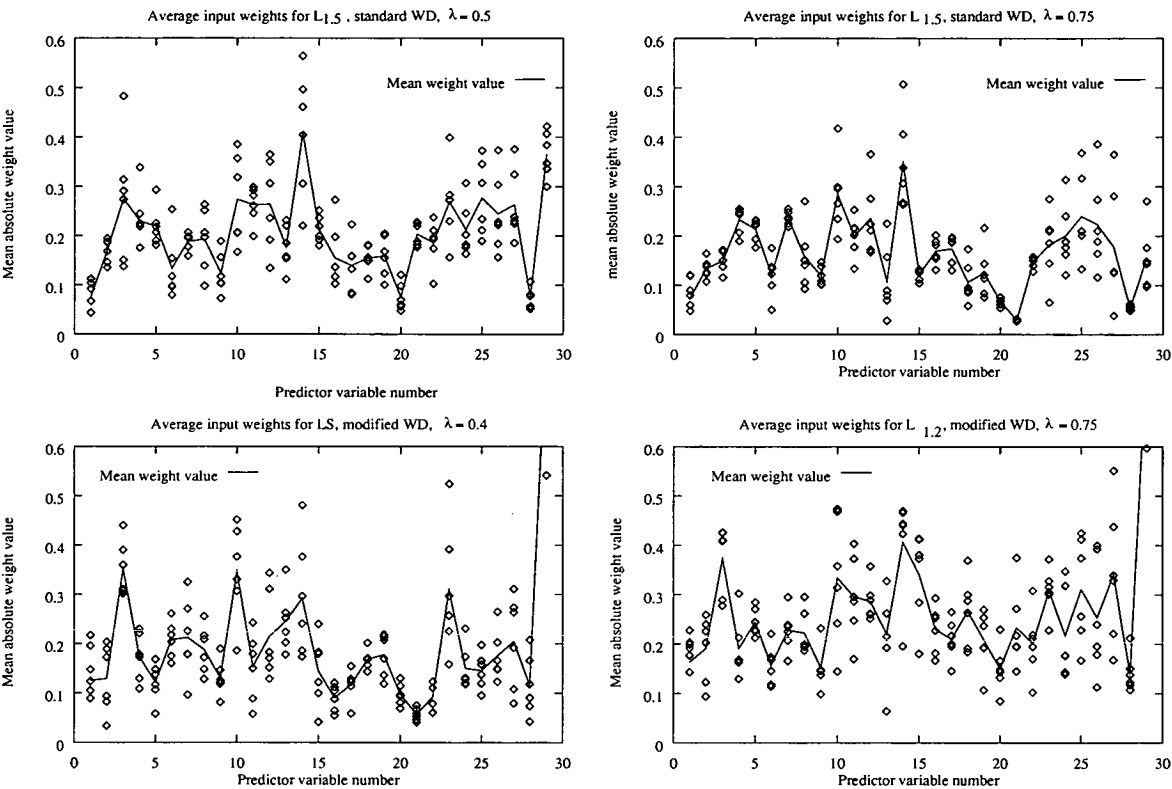 Average input weights for L1.5 , standard WD, λ = 0.5
0.6
0.5
0.4
0.3
0.2
0.1
0
Mean absolute weight value
Mean weight value
0 5 10 15 20 25 30
Predictor variable number
Average input weights for L 1.5, standard WD, λ = 0.75
0.6
0.5
0.4
0.3
0.2
0.1
0
mean absolute weight value
Mean weight value
0 5 10 15 20 25 30
Predictor variable number
Average input weights for LS, modified WD, λ = 0.4
0.6
0.5
0.4
0.3
0.2
0.1
0
Mean absolute weight value
Mean weight value
0 5 10 15 20 25 30
Predictor variable number
Average input weights for L 1.2, modified WD, λ = 0.75
0.6
0.5
0.4
0.3
0.2
0.1
0
Mean absolute weight value
Mean weight value
0 5 10 15 20 25 30
Predictor variable number